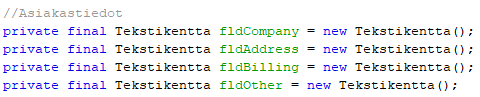 //Asiakastiedot
private final Tekstikentta fldCompany = new Tekstikentta();
private final Tekstikentta fldAddress = new Tekstikentta();
private final Tekstikentta fldBilling = new Tekstikentta();
private final Tekstikentta fldOther = new Tekstikentta();